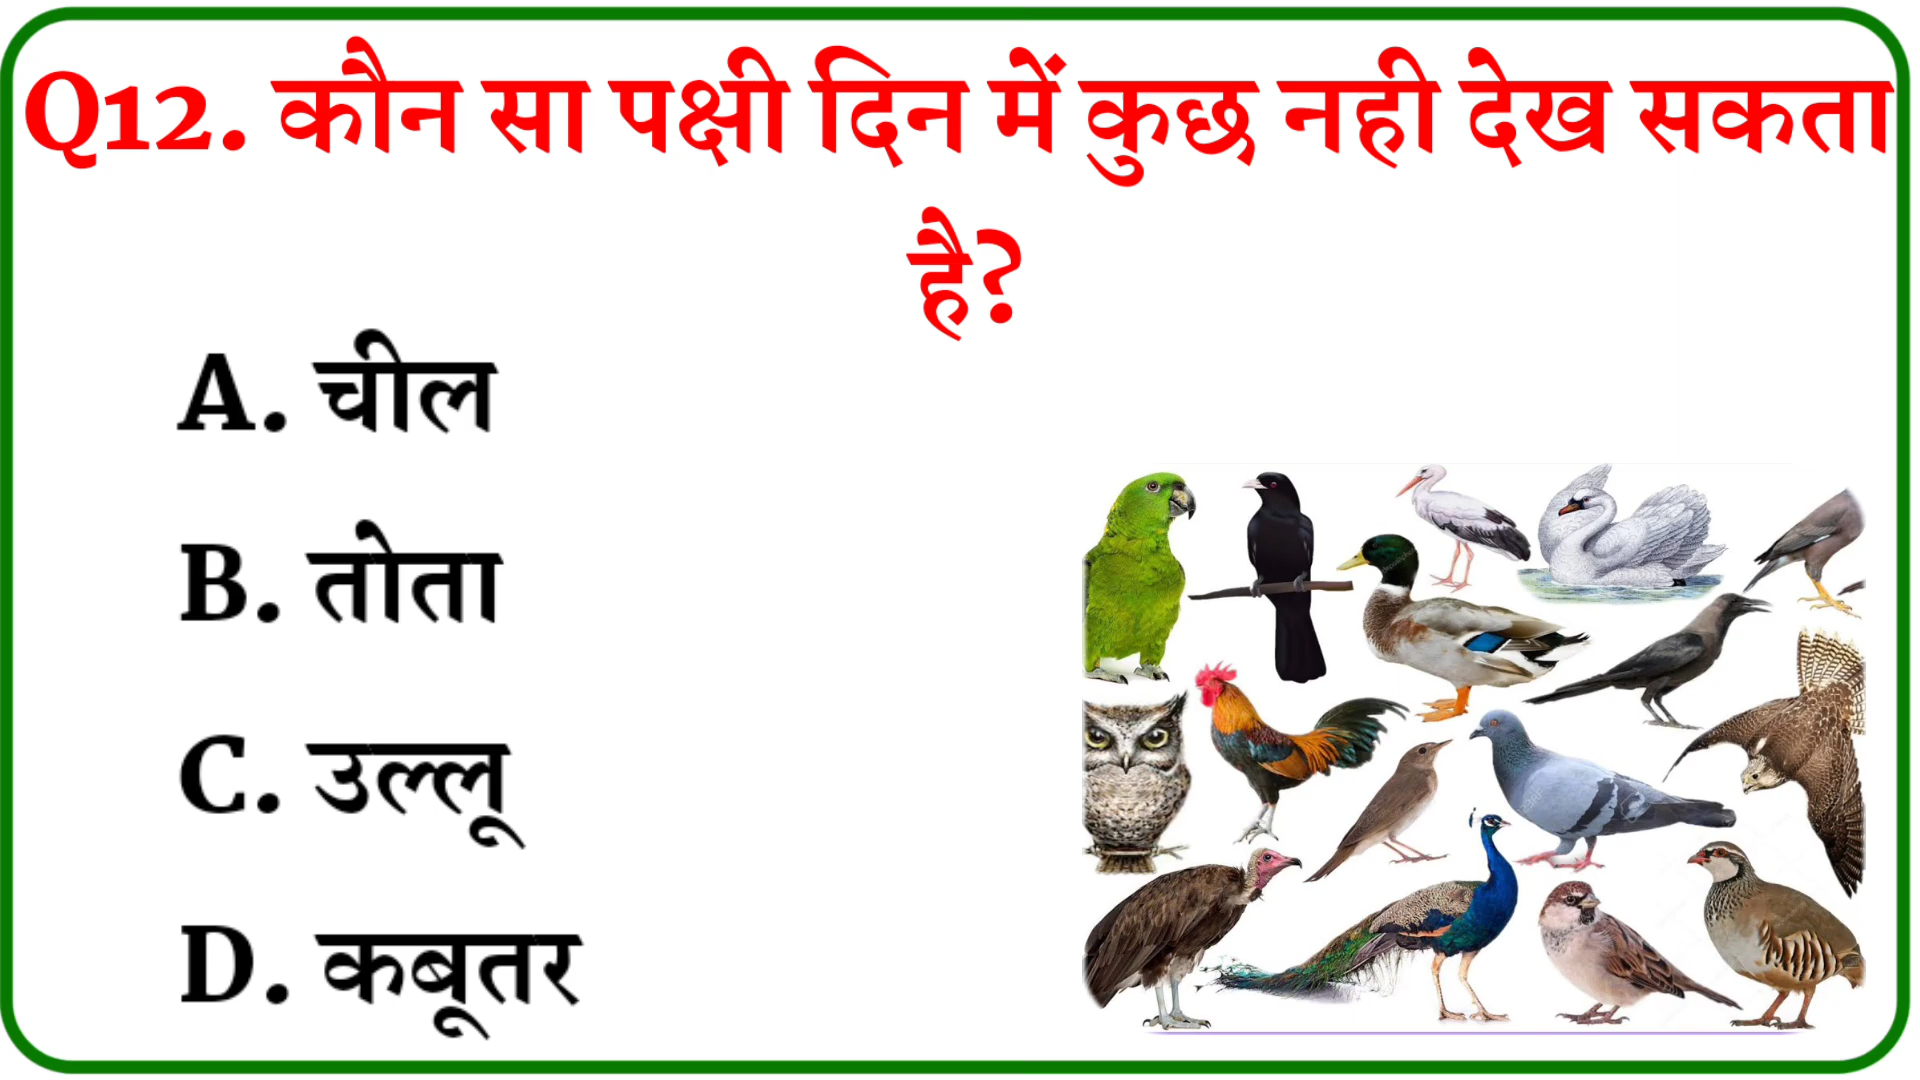 Q12. कौन सा पक्षी दिन में कुछ नही देख सकता
है?
A. चील
B. तोता
C. उल्लू
D. कबूतर